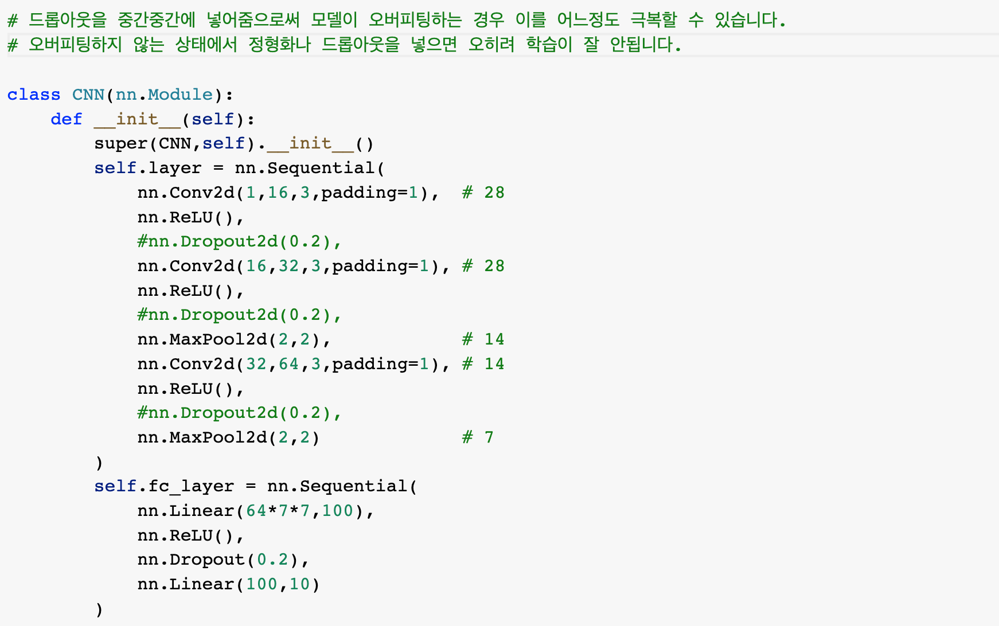 # 드롭아웃을 중간중간에 넣어줌으로써 모델이 오버피팅하는 경우 이를 어느정도 극복할 수 있습니다.
# 오버피팅하지 않는 상태에서 정형화나 드롭아웃을 넣으면 오히려 학습이 잘 안됩니다.

class CNN(nn.Module):
    def __init__(self):
        super(CNN,self).__init__()
        self.layer = nn.Sequential(
            nn.Conv2d(1,16,3,padding=1),  # 28
            nn.ReLU(),
            #nn.Dropout2d(0.2),
            nn.Conv2d(16,32,3,padding=1), # 28
            nn.ReLU(),
            #nn.Dropout2d(0.2),
            nn.MaxPool2d(2,2),            # 14
            nn.Conv2d(32,64,3,padding=1), # 14
            nn.ReLU(),
            #nn.Dropout2d(0.2),
            nn.MaxPool2d(2,2)             # 7
        )
        self.fc_layer = nn.Sequential(
            nn.Linear(64*7*7,100),
            nn.ReLU(),
            nn.Dropout(0.2),
            nn.Linear(100,10)
        )